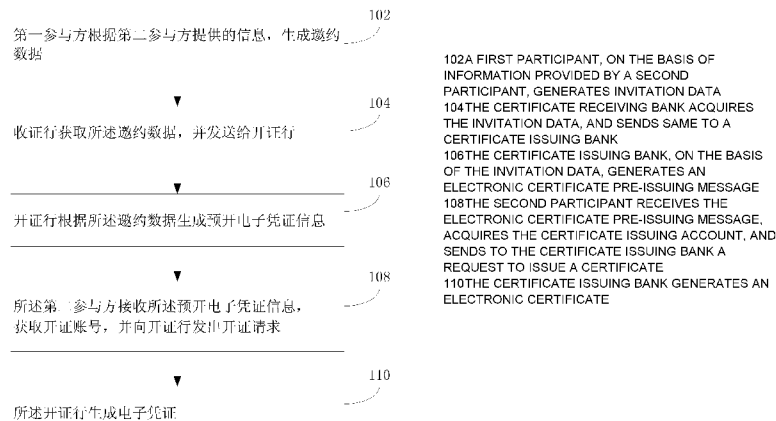 102
第一参与方根据第二参与方提供的信息，生成邀约
数据
104
收证行获取所述邀约数据，并发送给开证行
106
开证行根据所述邀约数据生成预开电子凭证信息
108
所述第二参与方接收所述预开电子凭证信息，
获取开证账号，并向开证行发出开证请求
110
所述开证行生成电子凭证
102A FIRST PARTICIPANT, ON THE BASIS OF
INFORMATION PROVIDED BY A SECOND
PARTICIPANT, GENERATES INVITATION DATA
104THE CERTIFICATE RECEIVING BANK ACQUIRES
THE INVITATION DATA, AND SENDS SAME TO A
CERTIFICATE ISSUING BANK
106THE CERTIFICATE ISSUING BANK, ON THE BASIS
OF THE INVITATION DATA, GENERATES AN
ELECTRONIC CERTIFICATE PRE-ISSUING MESSAGE
108THE SECOND PARTICIPANT RECEIVES THE
ELECTRONIC CERTIFICATE PRE-ISSUING MESSAGE,
ACQUIRES THE CERTIFICATE ISSUING ACCOUNT, AND
SENDS TO THE CERTIFICATE ISSUING BANK A
REQUEST TO ISSUE A CERTIFICATE
110THE CERTIFICATE ISSUING BANK GENERATES AN
ELECTRONIC CERTIFICATE